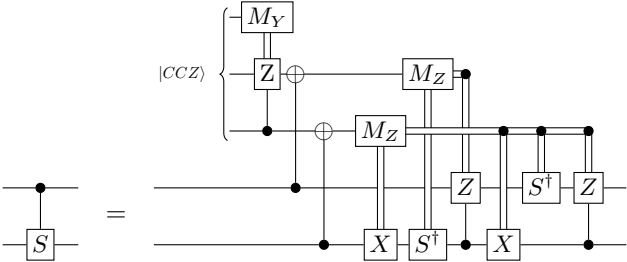 M_Y
|CCZ⟩ Z M_Z
M_Z
Z S† Z
S = X S† X